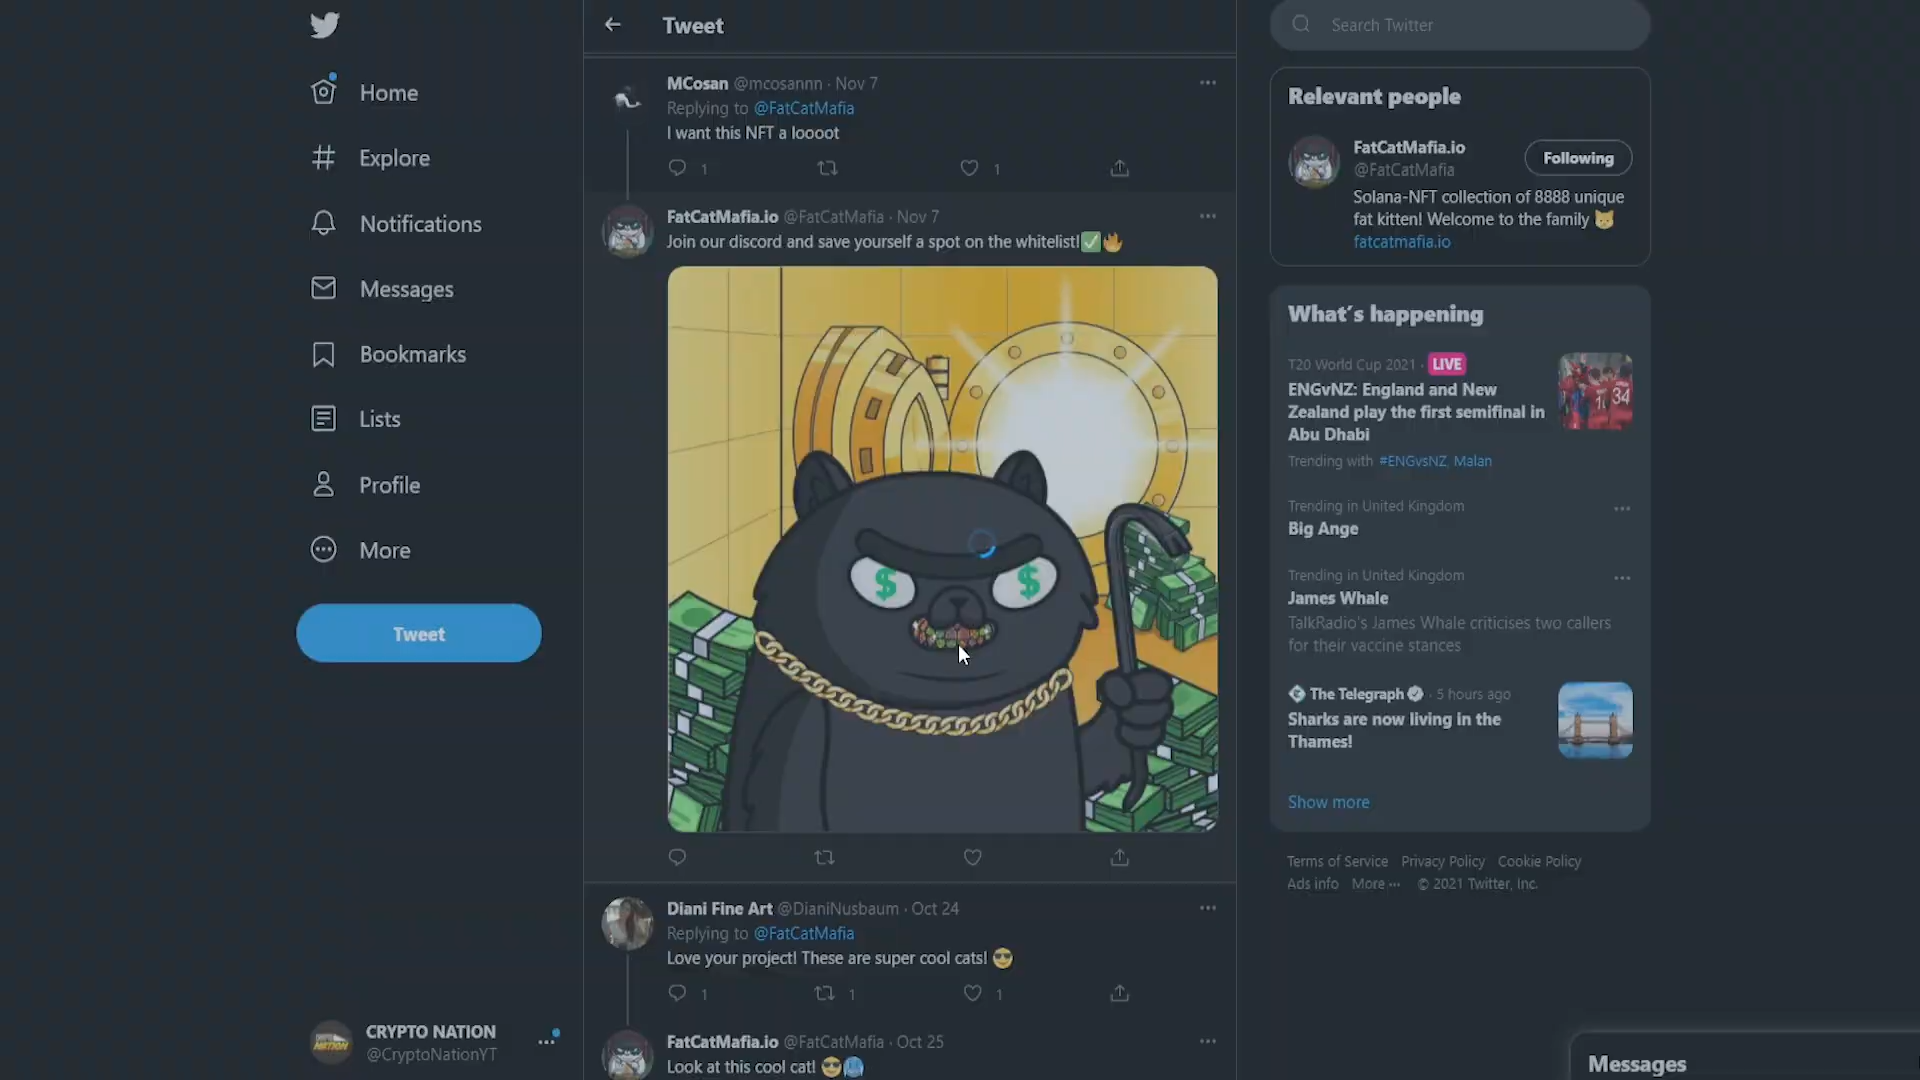 Home
Explore
Notifications
Messages
Bookmarks
Lists
Profile
More
Tweet
CRYPTO NATION
@CryptoNationYT
Tweet
MCosan @mcosannn · Nov 7
Replying to @FatCatMafia
I want this NFT a loooot
1
1
FatCatMafia.io @FatCatMafia · Nov 7
Join our discord and save yourself a spot on the whitelist!✅🔥
$ $
Diani Fine Art @DianiNusbaum · Oct 24
Replying to @FatCatMafia
Love your project! These are super cool cats! 😎
1
1
1
FatCatMafia.io @FatCatMafia · Oct 25
Look at this cool cat! 😎🥶
Search Twitter
Relevant people
FatCatMafia.io
@FatCatMafia
Following
Solana-NFT collection of 8888 unique
fat kitten! Welcome to the family 🐱
fatcatmafia.io
What's happening
T20 World Cup 2021 · LIVE
ENGvNZ: England and New
Zealand play the first semifinal in
Abu Dhabi
Trending with #ENGvsNZ, Malan
34
Trending in United Kingdom
Big Ange
Trending in United Kingdom
James Whale
TalkRadio's James Whale criticises two callers
for their vaccine stances
The Telegraph · 5 hours ago
Sharks are now living in the
Thames!
Show more
Terms of Service Privacy Policy Cookie Policy
Ads info More ··· © 2021 Twitter, Inc.
Messages